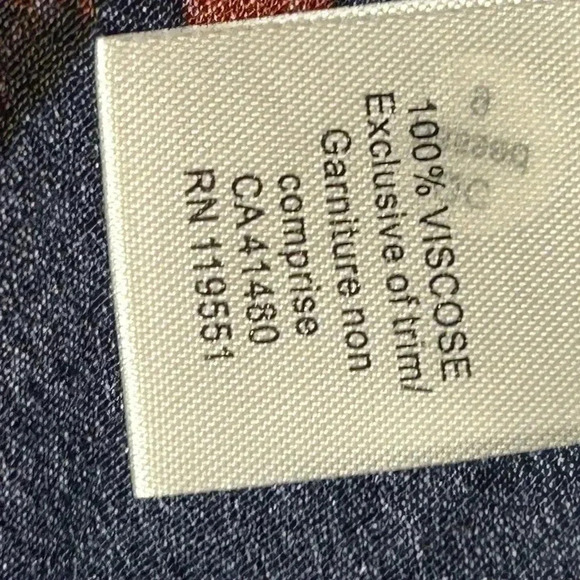 100% VISCOSE
Exclusive of trim/
Garniture non
comprise
CA 41480
RN 119551